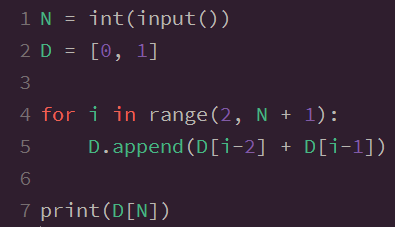 1 N = int(input())
2 D = [0, 1]
3
4 for i in range(2, N + 1):
5     D.append(D[i-2] + D[i-1])
6
7 print(D[N])